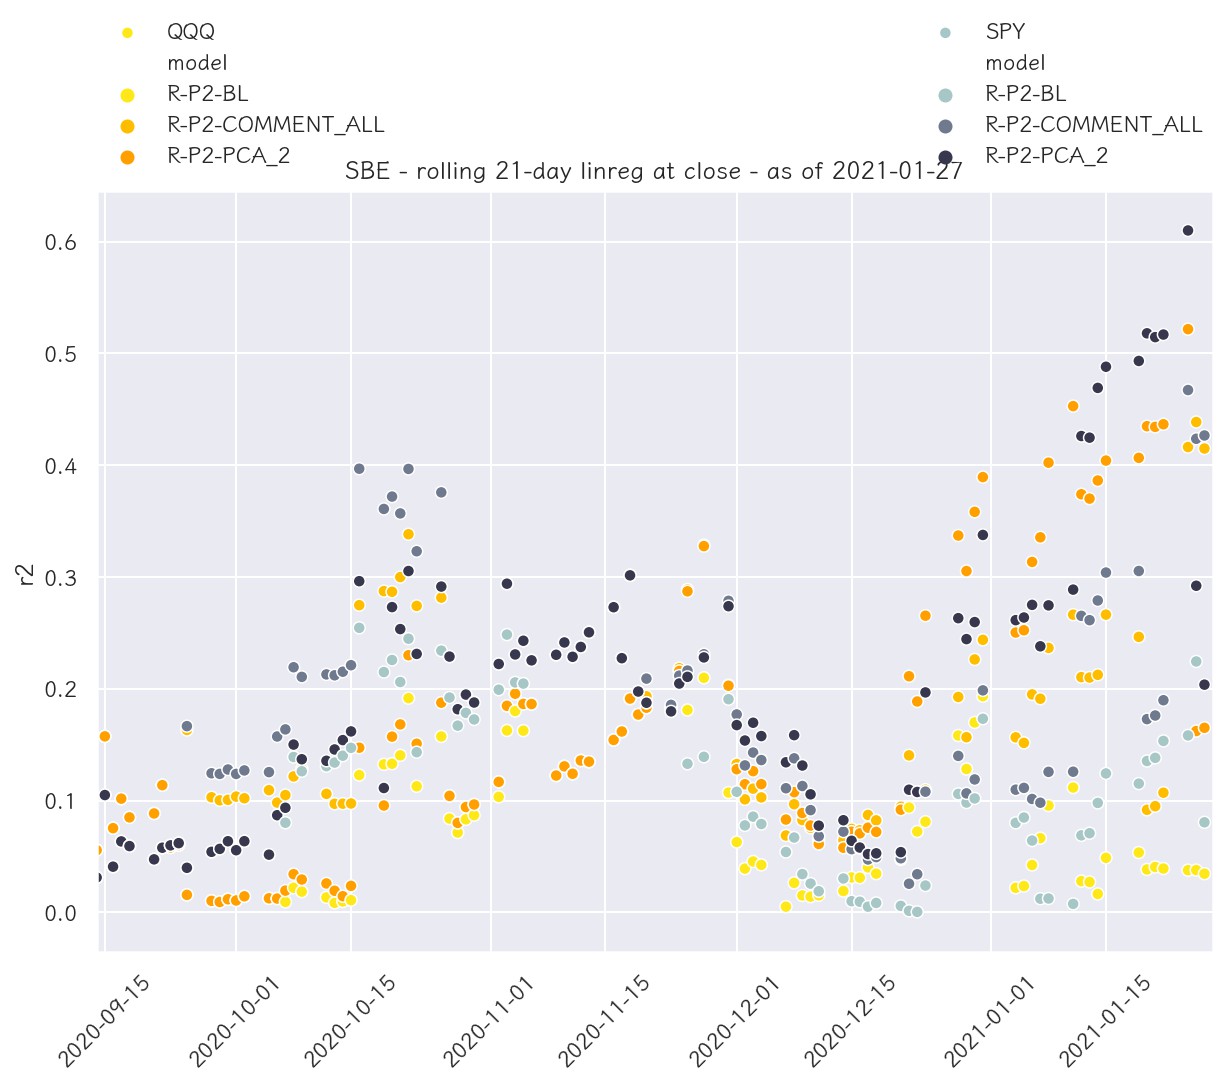 QQQ
model
R-P2-BL
R-P2-COMMENT_ALL
R-P2-PCA_2
SPY
model
R-P2-BL
R-P2-COMMENT_ALL
R-P2-PCA_2
SBE - rolling 21-day linreg at close - as of 2021-01-27
r2
0.6
0.5
0.4
0.3
0.2
0.1
0.0
2020-09-15
2020-10-01
2020-10-15
2020-11-01
2020-11-15
2020-12-01
2020-12-15
2021-01-01
2021-01-15